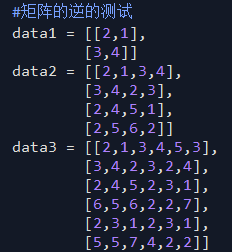 #矩阵的逆的测试
data1 = [[2,1],
[3,4]]
data2 = [[2,1,3,4],
[3,4,2,3],
[2,4,5,1],
[2,5,6,2]]
data3 = [[2,1,3,4,5,3],
[3,4,2,3,2,4],
[2,4,5,2,3,1],
[6,5,6,2,2,7],
[2,3,1,2,3,1],
[5,5,7,4,2,2]]